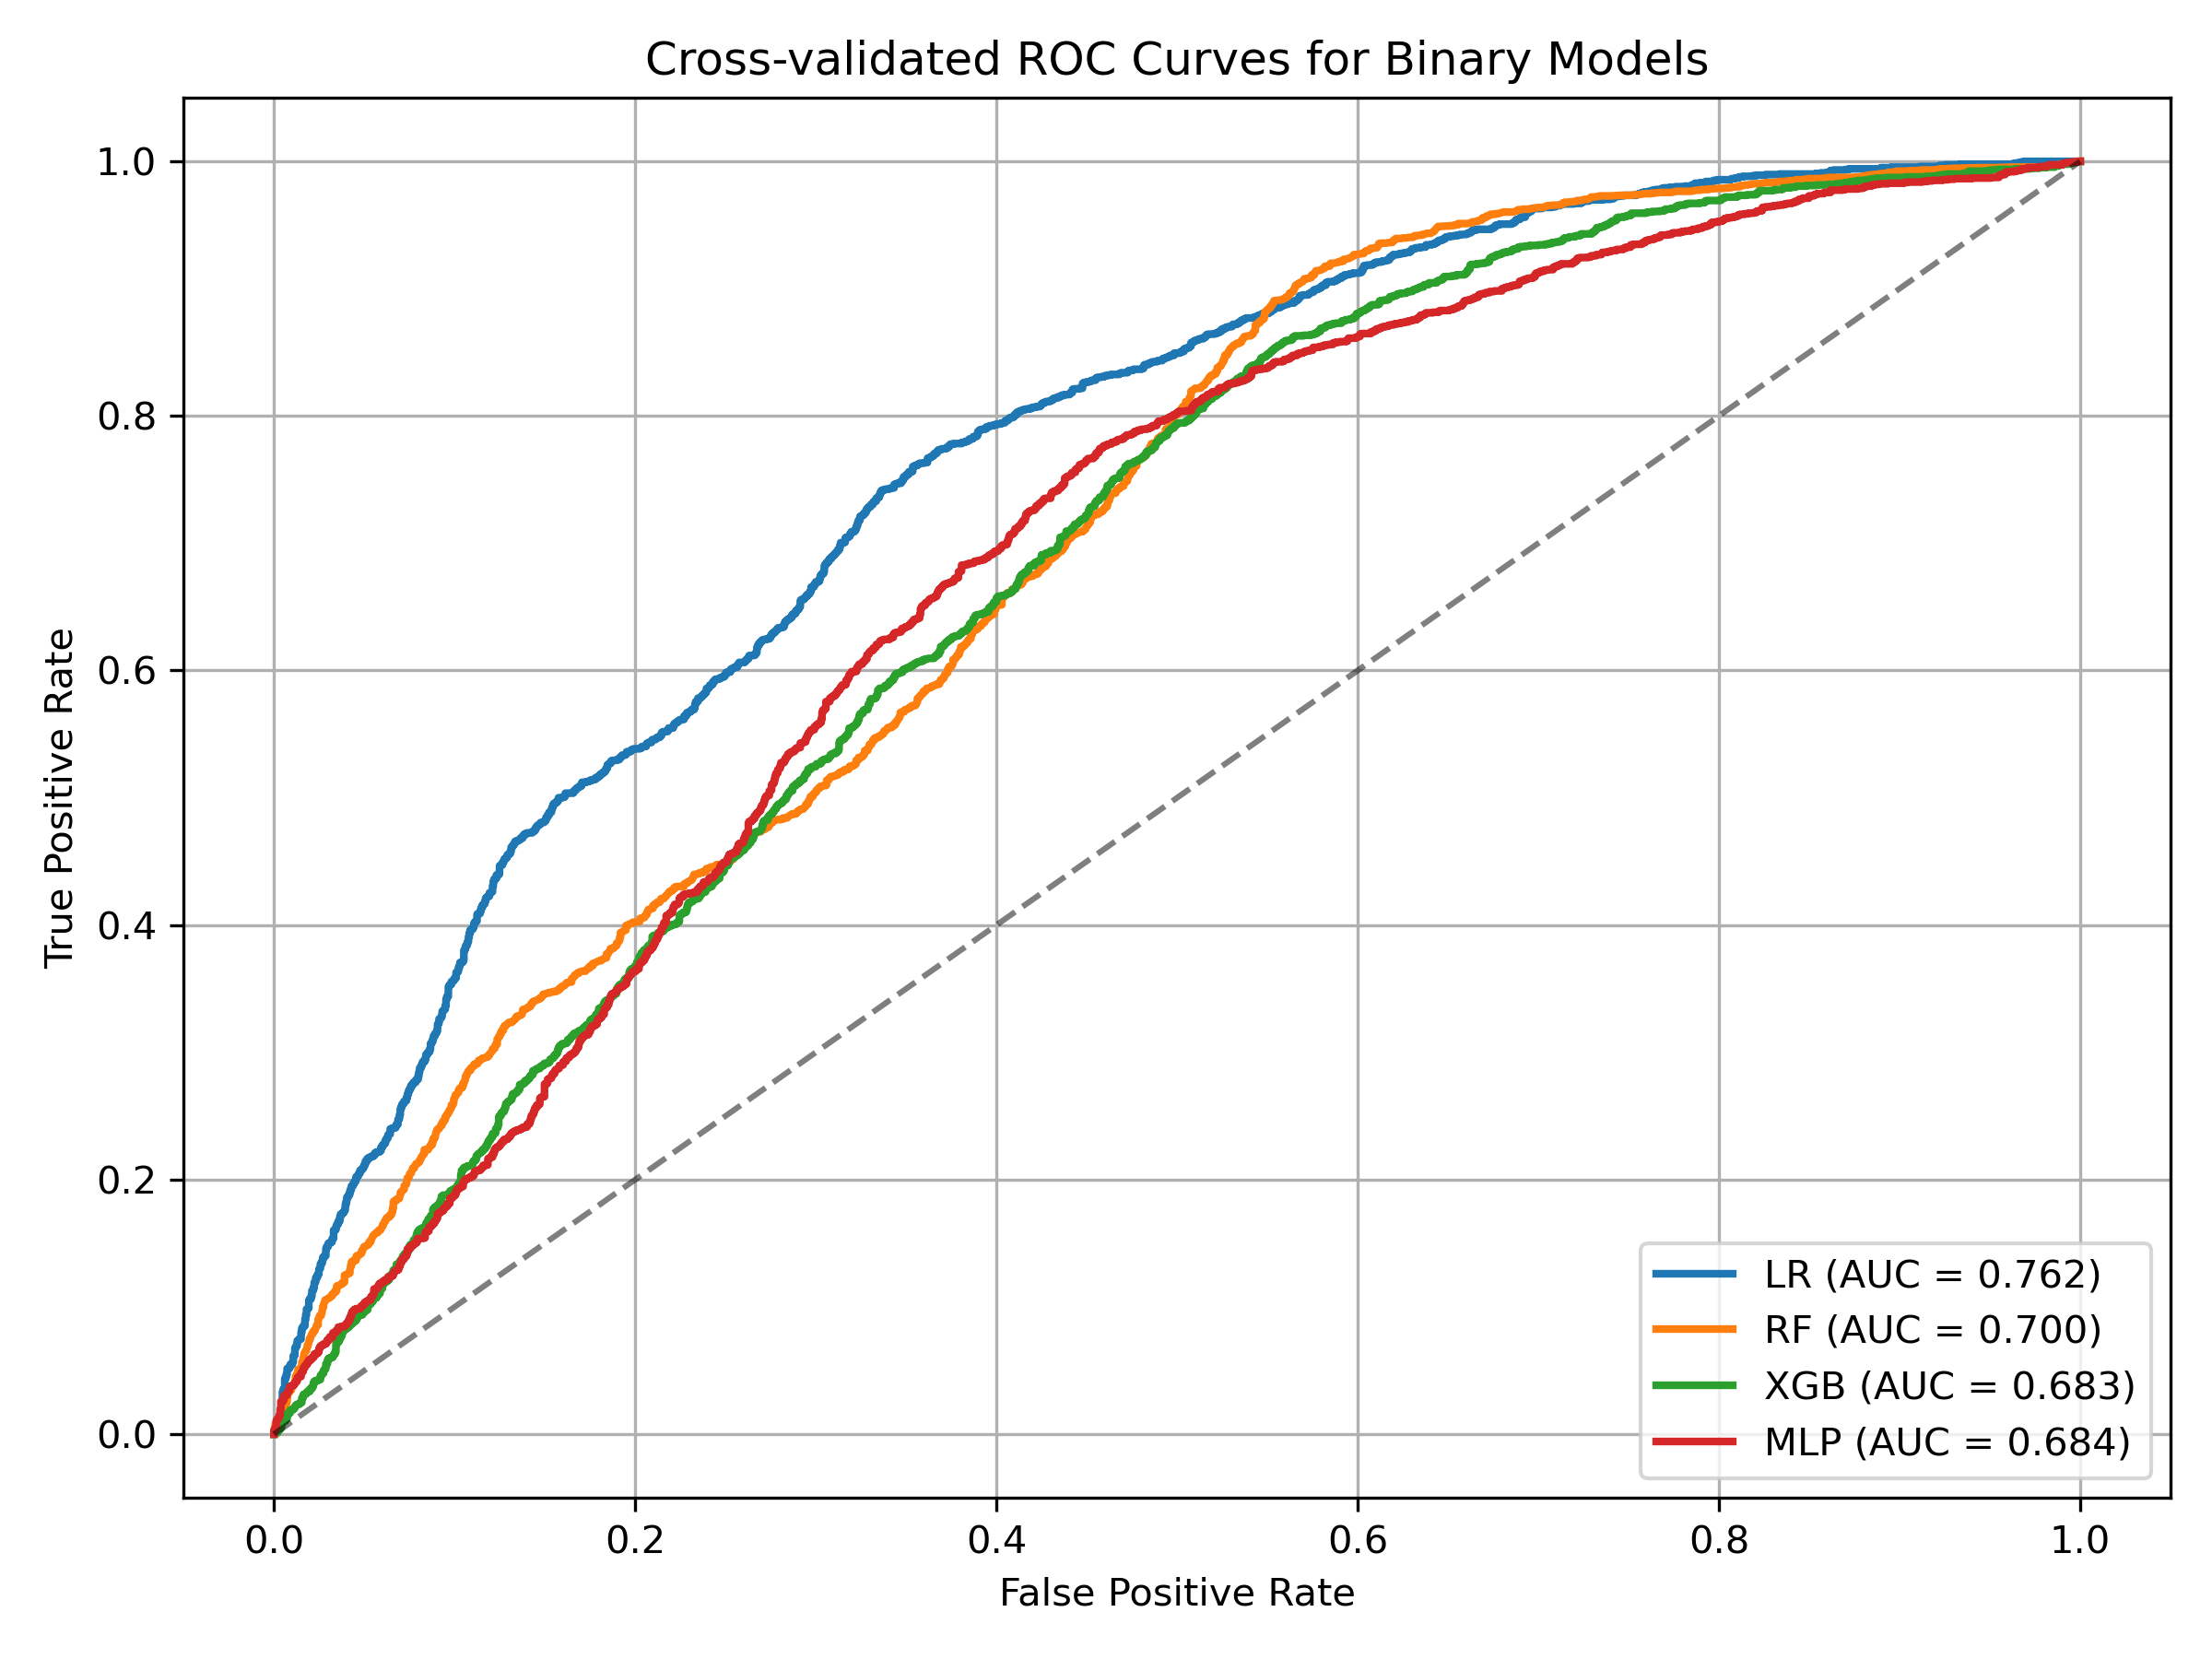 Cross-validated ROC Curves for Binary Models
True Positive Rate
1.0
0.8
0.6
0.4
0.2
0.0
0.0 0.2 0.4 0.6 0.8 1.0
False Positive Rate
LR (AUC = 0.762)
RF (AUC = 0.700)
XGB (AUC = 0.683)
MLP (AUC = 0.684)